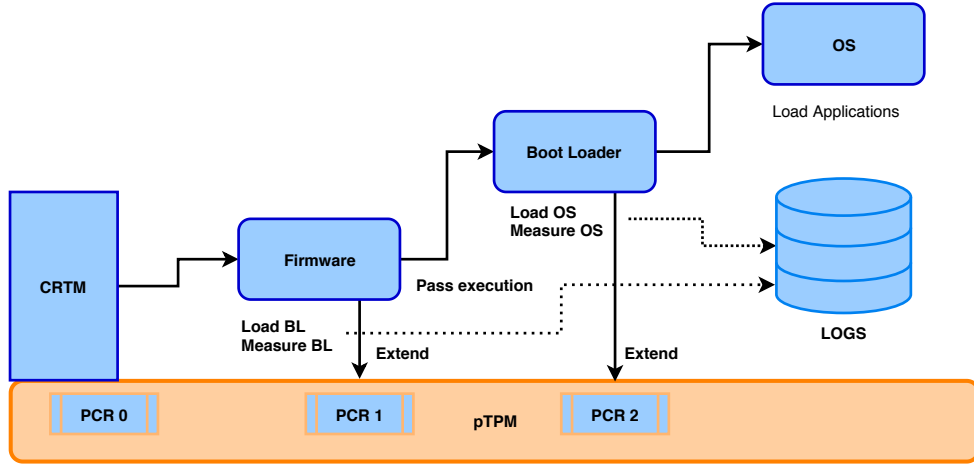 OS
Load Applications
Boot Loader
Load OS
Measure OS
CRTM
Firmware
Pass execution
Load BL
Measure BL
Extend
Extend
LOGS
PCR 0
PCR 1
pTPM
PCR 2